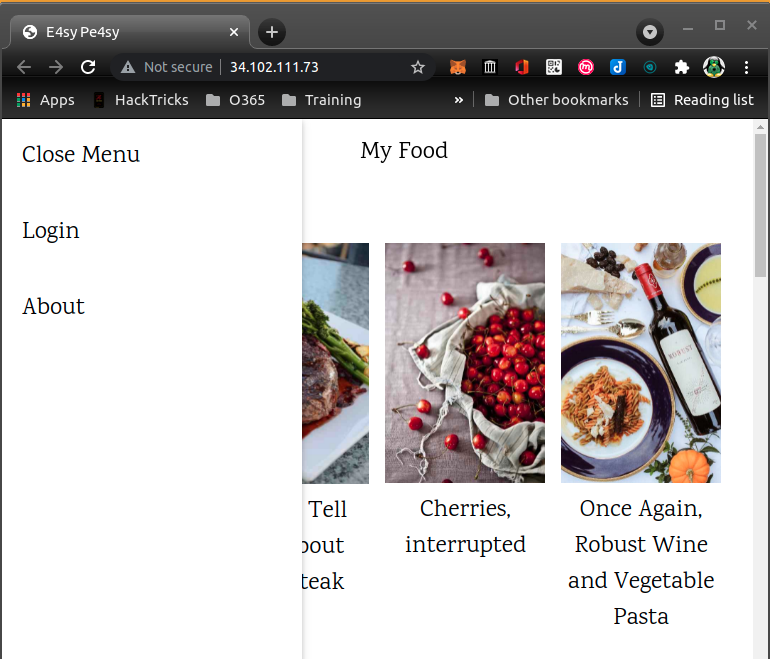 E4sy Pe4sy
Not secure 34.102.111.73
Apps HackTricks O365 Training » Other bookmarks Reading list
Close Menu
My Food
Login
About
Tell
bout
teak
Cherries,
interrupted
Once Again,
Robust Wine
and Vegetable
Pasta